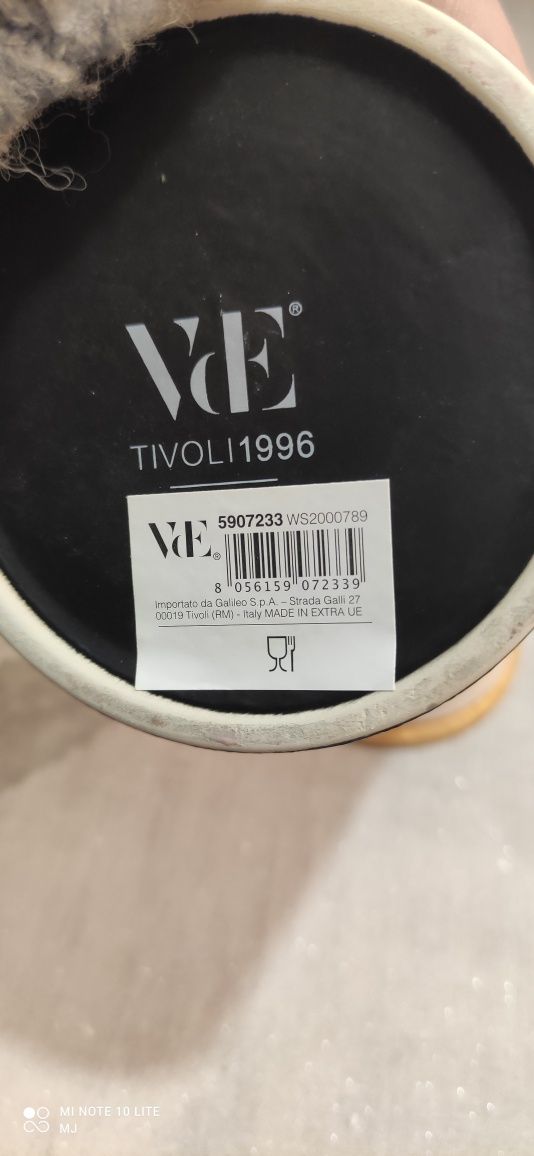 VdE®
TIVOLI1996
VdE® 5907233 WS2000789
8 056159 072339
Importato da Galileo S.p.A. – Strada Galli 27
00019 Tivoli (RM) - Italy MADE IN EXTRA UE
MI NOTE 10 LITE
MJ